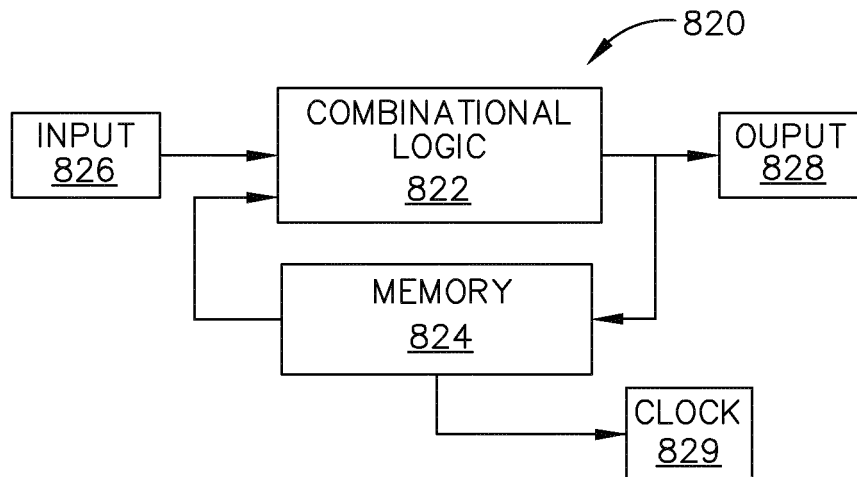 820
INPUT
826
COMBINATIONAL
LOGIC
822
OUPUT
828
MEMORY
824
CLOCK
829